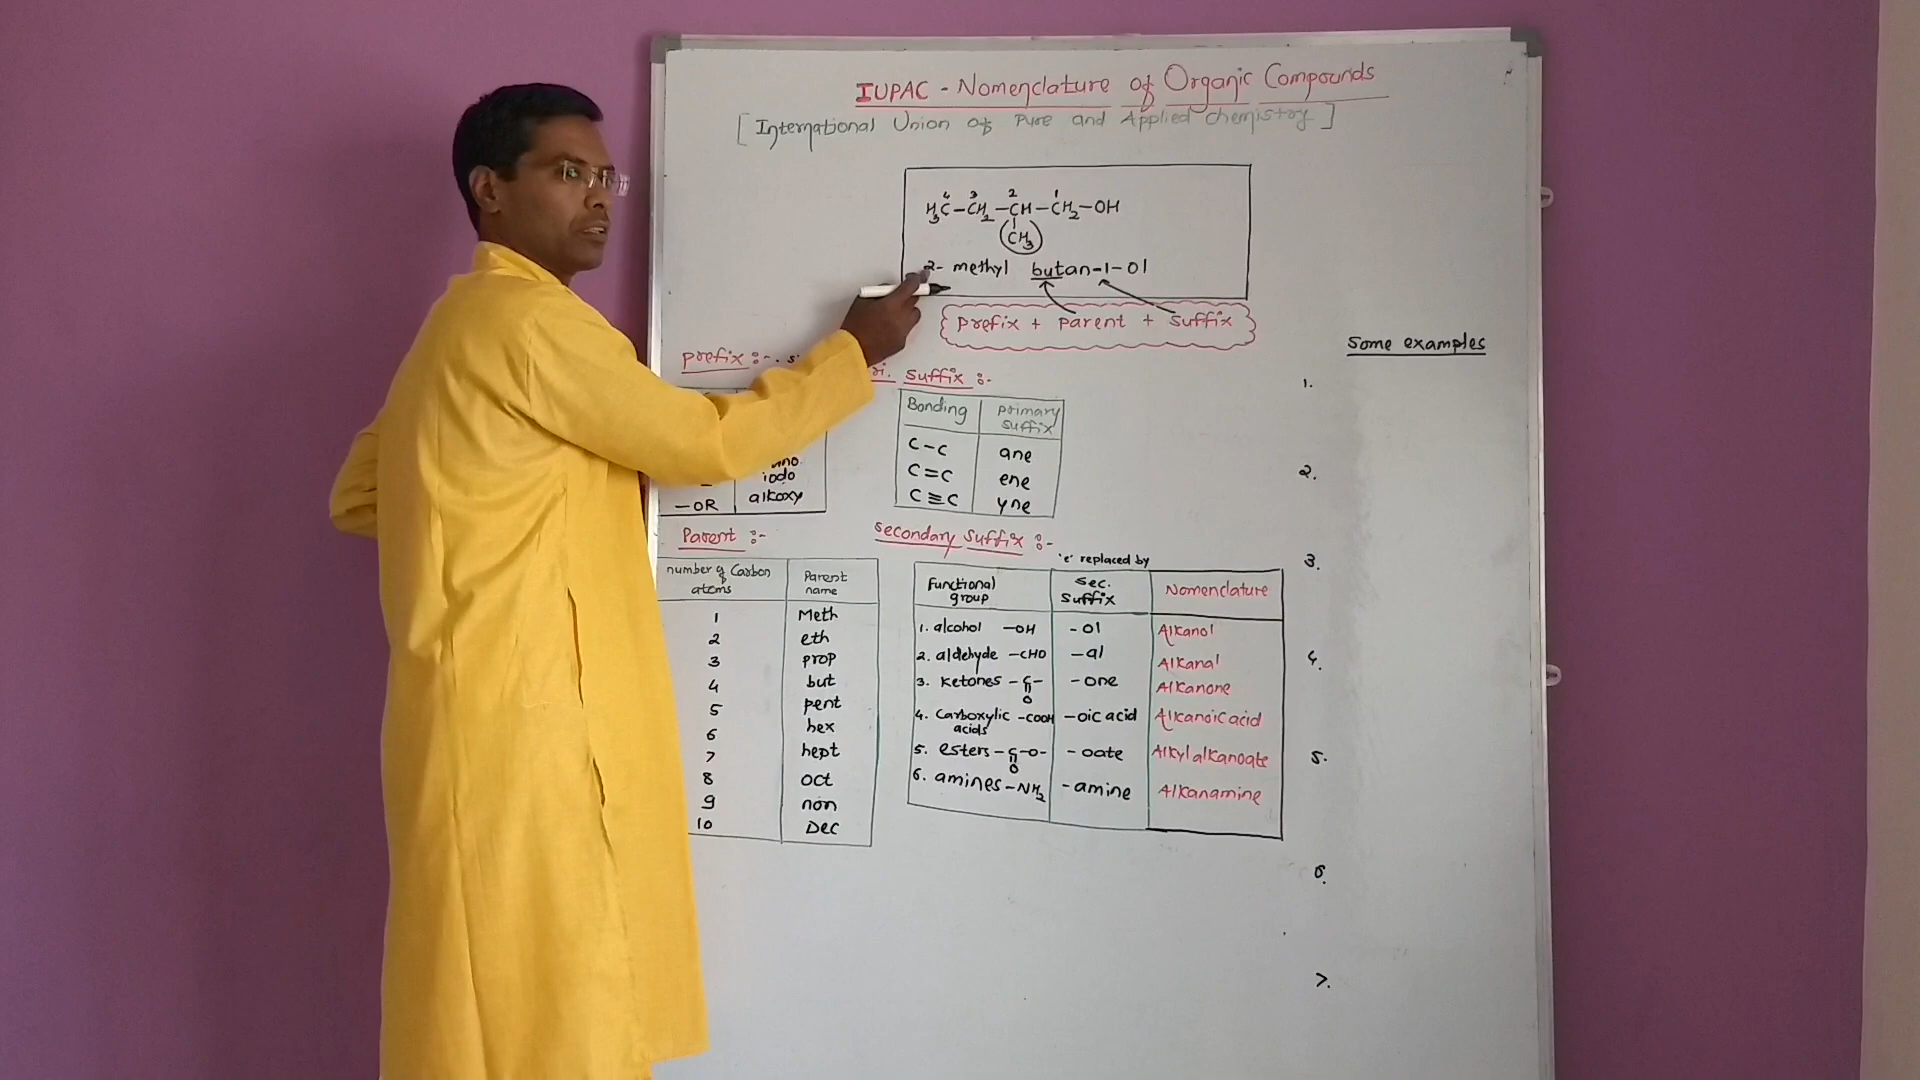 IUPAC - Nomenclature of Organic Compounds
[International Union of Pure and Applied Chemistry]
4 3 2 1
H3C-CH2-CH-CH2-OH
CH3
2- methyl butan-1-ol
prefix + parent + suffix
Some examples
prefix :-
suffix :-
Bonding primary suffix
C-C ane
C=C ene
C≡C yne
iodo
-OR alkoxy
Parent :-
number of Carbon atoms Parent name
1 Meth
2 eth
3 prop
4 but
5 pent
6 hex
7 hept
8 oct
9 non
10 Dec
Secondary Suffix :-
'e' replaced by
Functional group Sec. Suffix Nomenclature
1. alcohol -OH -ol Alkanol
2. aldehyde -CHO -al Alkanal
3. Ketones -C- -one Alkanone
O
4. Carboxylic acids -COOH -oic acid Alkanoic acid
5. esters -C-O- -oate Alkyl alkanoate
O
6. amines -NH2 -amine Alkanamine
1.
2.
3.
4.
5.
6.
7.